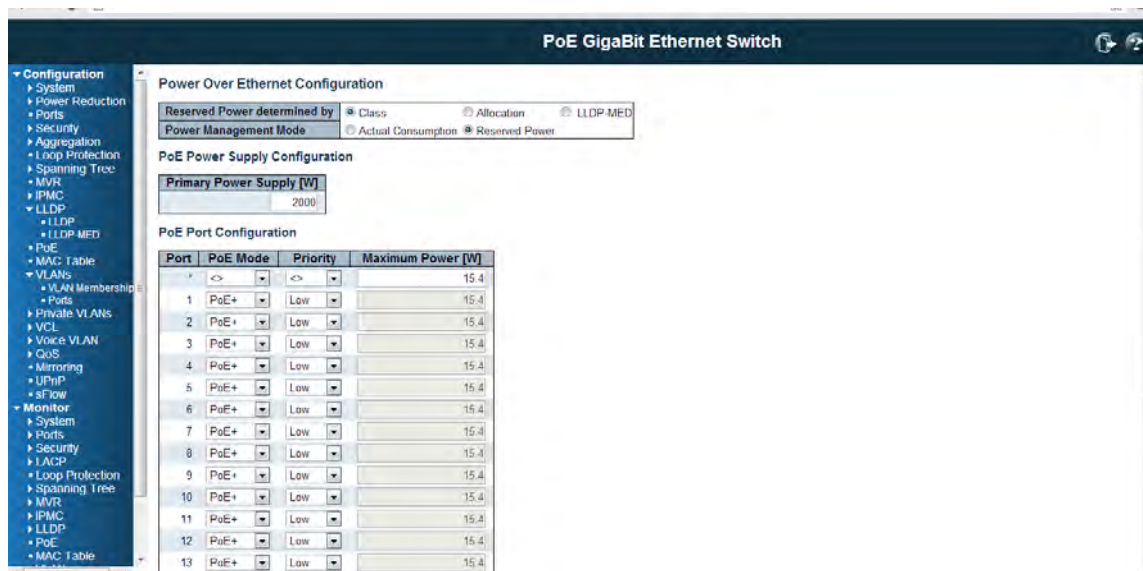 PoE GigaBit Ethernet Switch
Configuration
System
Power Reduction
Ports
Security
Aggregation
Loop Protection
Spanning Tree
MVR
IPMC
LLDP
LLDP
LLDP-MED
PoE
MAC Table
VLANs
VLAN Membership
Ports
Private VLANs
VCL
Voice VLAN
QoS
Mirroring
UPnP
sFlow
Monitor
System
Ports
Security
LACP
Loop Protection
Spanning Tree
MVR
IPMC
LLDP
PoE
MAC Table
Power Over Ethernet Configuration
Reserved Power determined by Class Allocation LLDP-MED
Power Management Mode Actual Consumption Reserved Power
PoE Power Supply Configuration
Primary Power Supply [W]
2000
PoE Port Configuration
Port PoE Mode Priority Maximum Power [W]
* <> <> 15.4
1 PoE+ Low 15.4
2 PoE+ Low 15.4
3 PoE+ Low 15.4
4 PoE+ Low 15.4
5 PoE+ Low 15.4
6 PoE+ Low 15.4
7 PoE+ Low 15.4
8 PoE+ Low 15.4
9 PoE+ Low 15.4
10 PoE+ Low 15.4
11 PoE+ Low 15.4
12 PoE+ Low 15.4
13 PoE+ Low 15.4